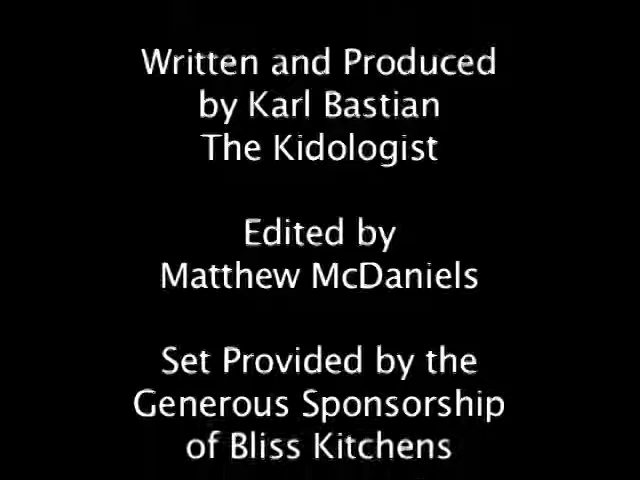 Written and Produced
by Karl Bastian
The Kidologist
Edited by
Matthew McDaniels
Set Provided by the
Generous Sponsorship
of Bliss Kitchens